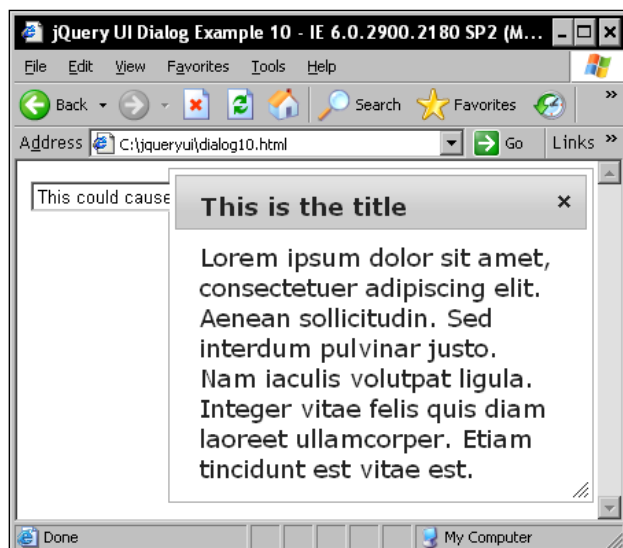 jQuery UI Dialog Example 10 - IE 6.0.2900.2180 SP2 (M...
File Edit View Favorites Tools Help
Back Search Favorites »
Address C:\jqueryui\dialog10.html Go Links »
This could cause
This is the title ×
Lorem ipsum dolor sit amet,
consectetuer adipiscing elit.
Aenean sollicitudin. Sed
interdum pulvinar justo.
Nam iaculis volutpat ligula.
Integer vitae felis quis diam
laoreet ullamcorper. Etiam
tincidunt est vitae est.
Done My Computer